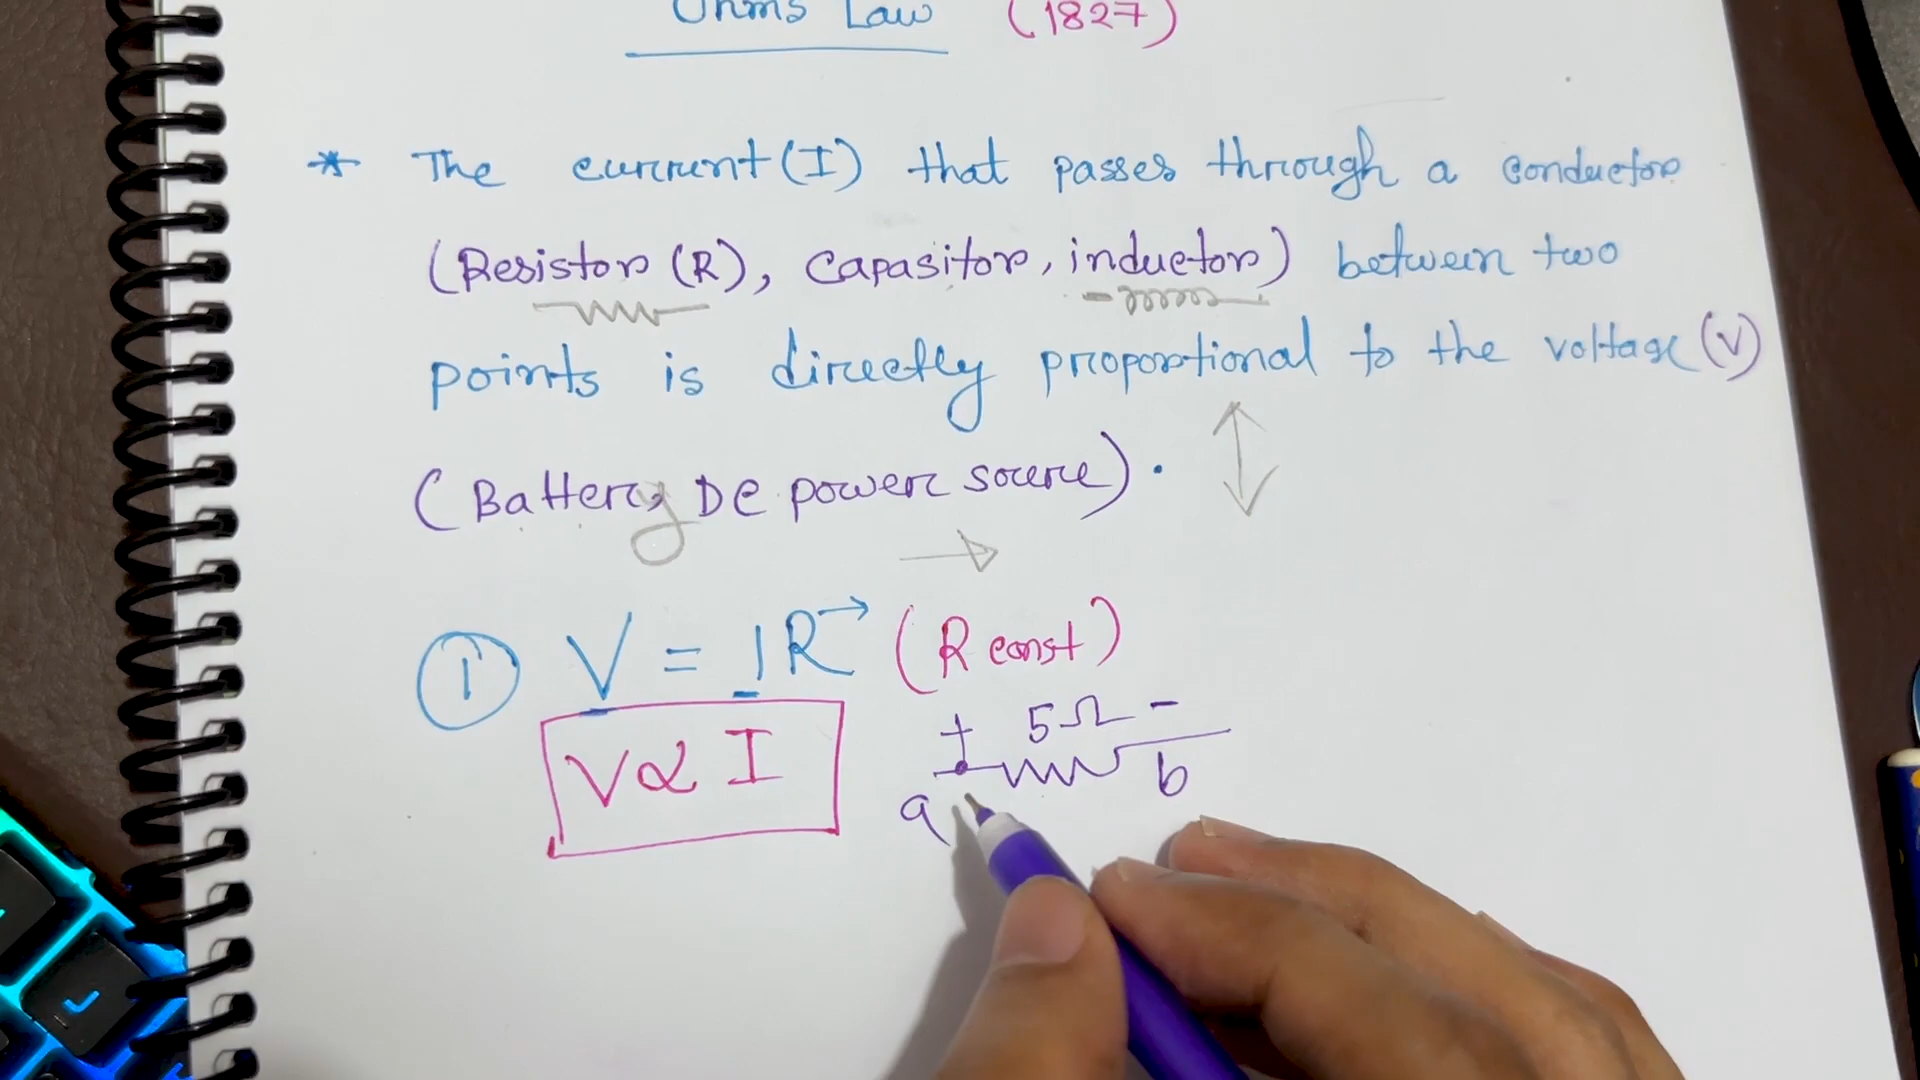 Ohms Law (1827)
* The current (I) that passes through a conductor
(Resistor (R), Capasitor, inductor) between two
points is directly proportional to the voltage (V)
(Battery, DC power source).
1 V = IR → (R const)
+ 5Ω -
V ∝ I
a b